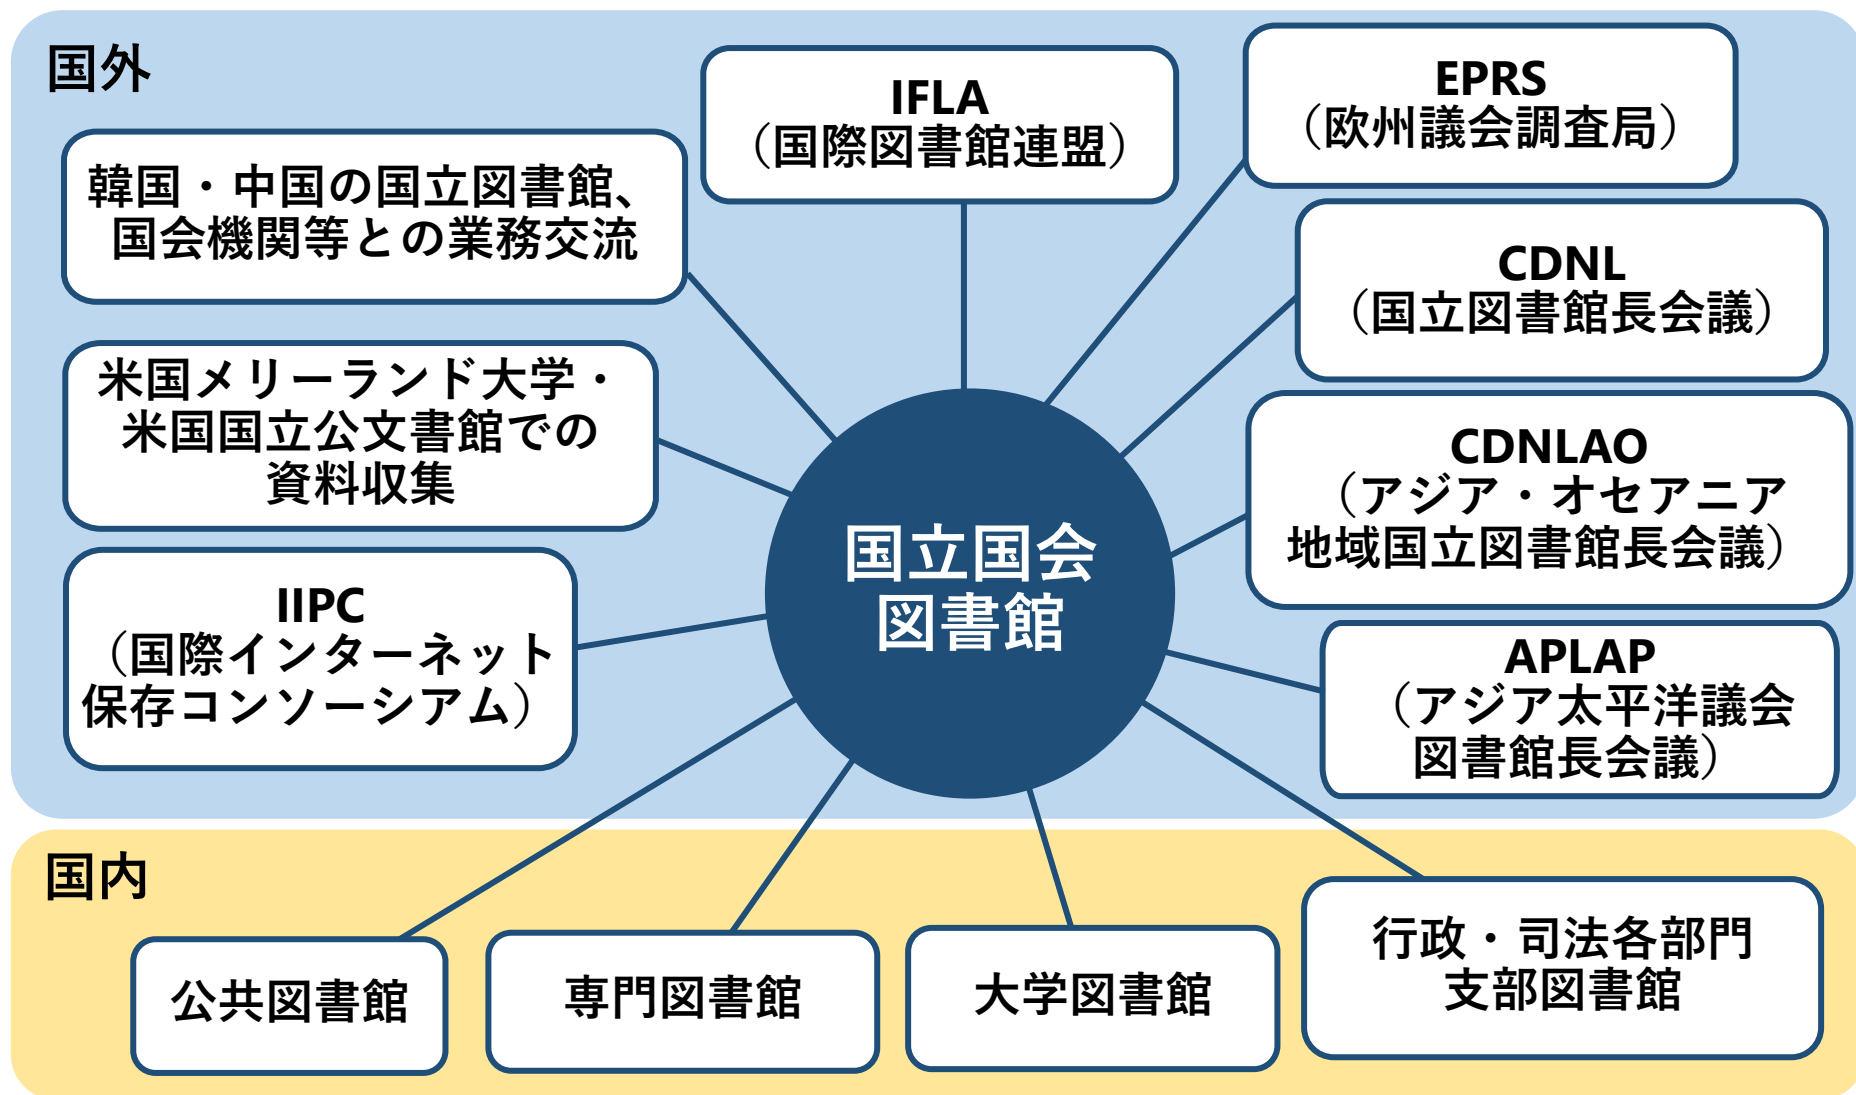 国外
IFLA
（国際図書館連盟）
EPRS
（欧州議会調査局）
韓国・中国の国立図書館、
国会機関等との業務交流
CDNL
（国立図書館長会議）
米国メリーランド大学・
米国国立公文書館での
資料収集
CDNLAO
（アジア・オセアニア
地域国立図書館長会議）
国立国会
図書館
IIPC
（国際インターネット
保存コンソーシアム）
APLAP
（アジア太平洋議会
図書館長会議）
国内
公共図書館
専門図書館
大学図書館
行政・司法各部門
支部図書館